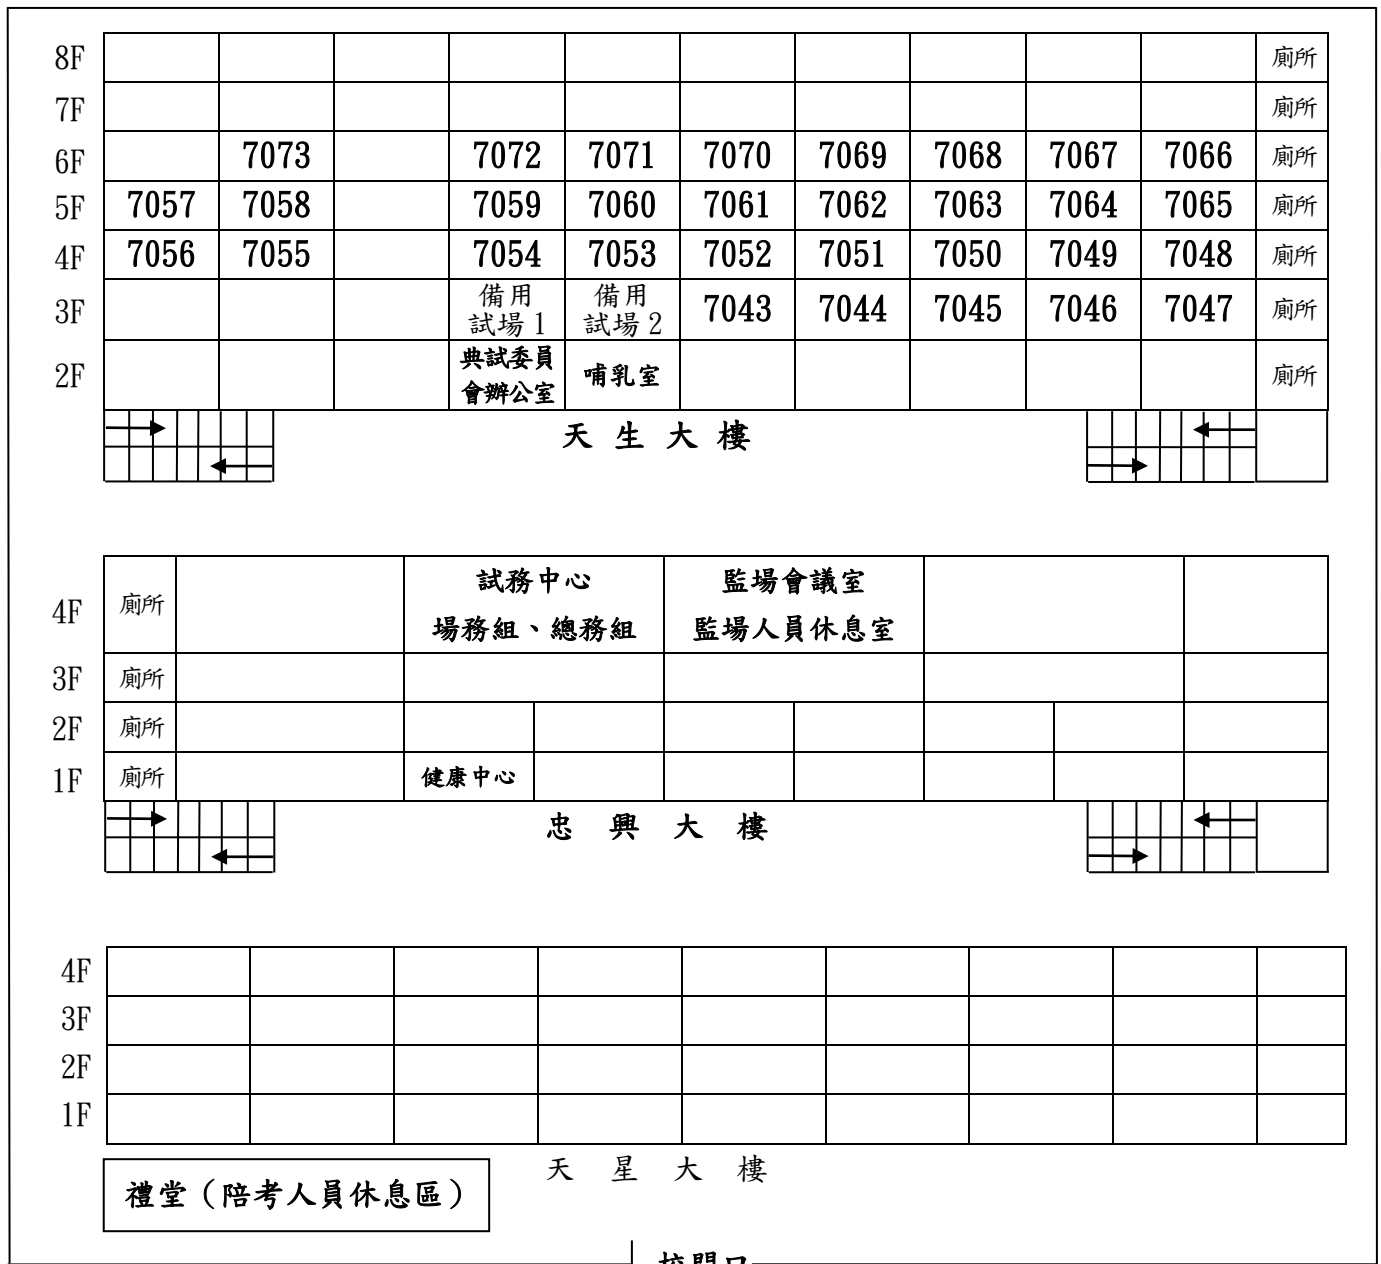 8F 廁所
7F 廁所
6F 7073 7072 7071 7070 7069 7068 7067 7066 廁所
5F 7057 7058 7059 7060 7061 7062 7063 7064 7065 廁所
4F 7056 7055 7054 7053 7052 7051 7050 7049 7048 廁所
3F 備用 備用 7043 7044 7045 7046 7047 廁所
試場1 試場2
2F 典試委員 哺乳室 廁所
會辦公室
天生大樓
4F 廁所 試務中心 監場會議室
場務組、總務組 監場人員休息室
3F 廁所
2F 廁所
1F 廁所 健康中心
忠興大樓
4F
3F
2F
1F
天星大樓
禮堂（陪考人員休息區）